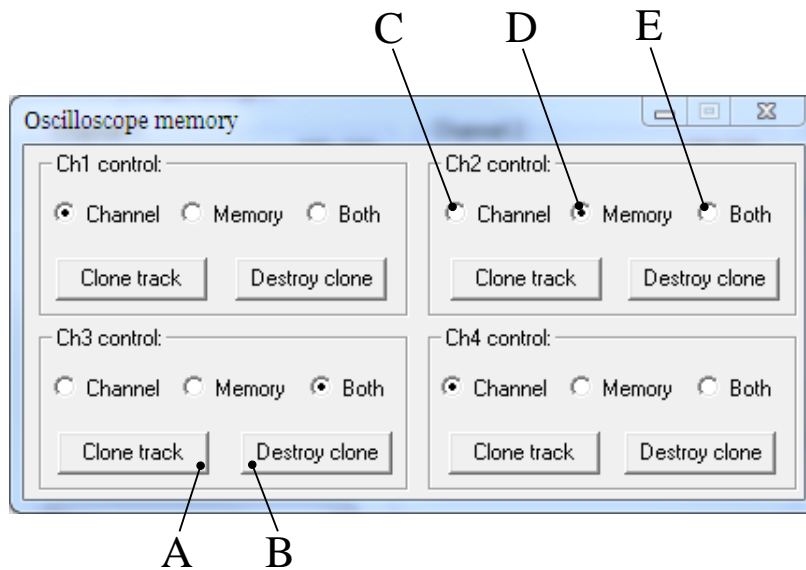 C D E
Oscilloscope memory
Ch1 control:
Channel Memory Both
Clone track Destroy clone
Ch2 control:
Channel Memory Both
Clone track Destroy clone
Ch3 control:
Channel Memory Both
Clone track Destroy clone
Ch4 control:
Channel Memory Both
Clone track Destroy clone
A B